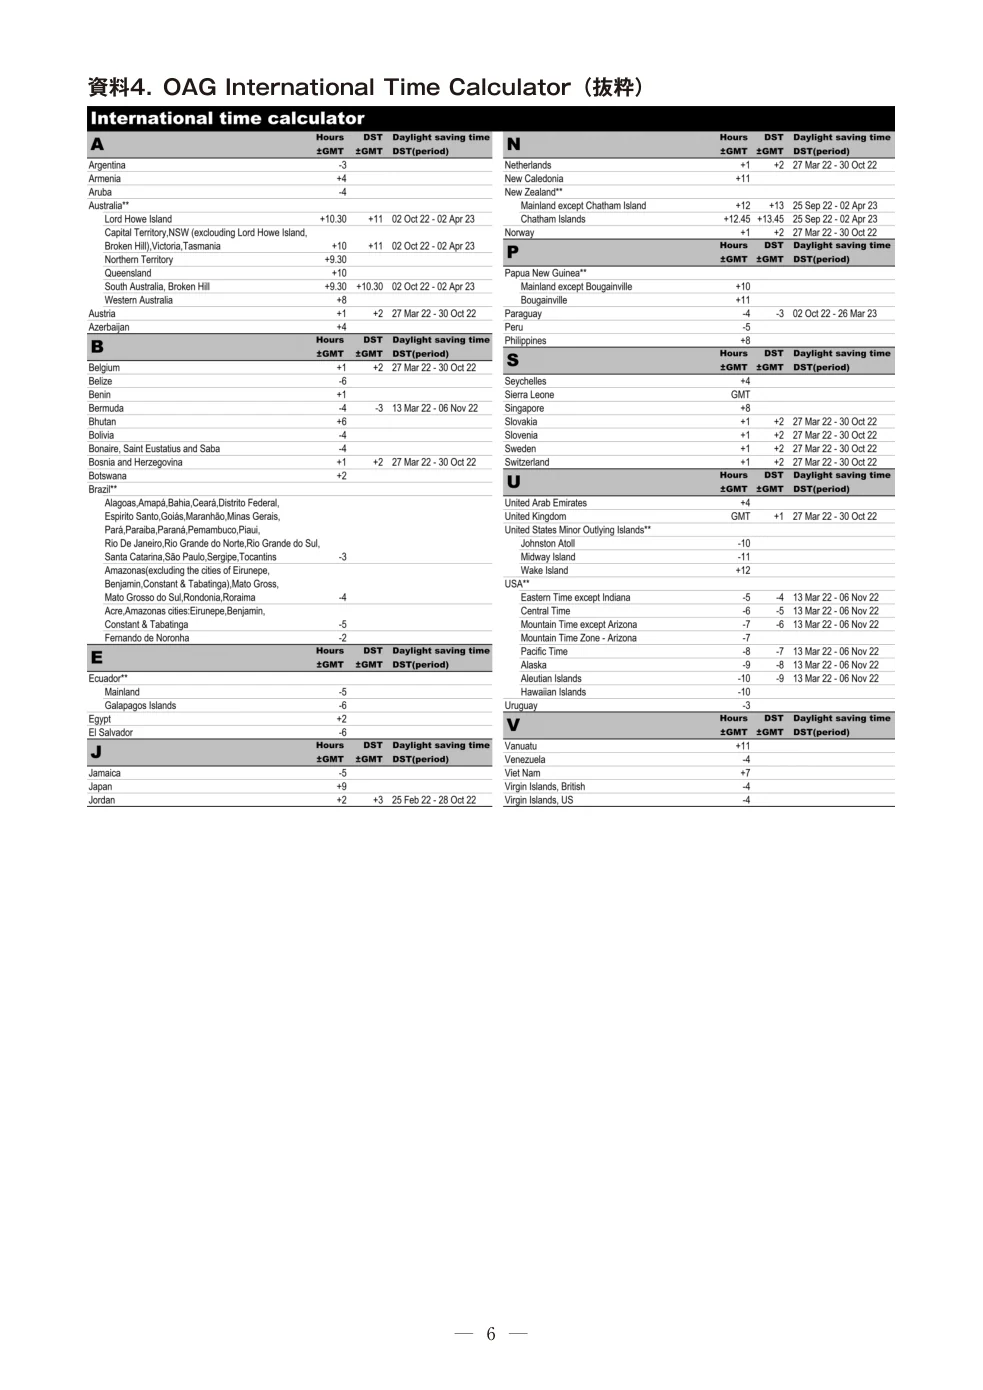 資料4. OAG International Time Calculator（抜粋）
International time calculator
A Hours DST Daylight saving time
±GMT ±GMT DST(period)
Argentina -3
Armenia +4
Aruba -4
Australia**
Lord Howe Island +10.30 +11 02 Oct 22 - 02 Apr 23
Capital Territory,NSW (exclouding Lord Howe Island,
Broken Hill),Victoria,Tasmania +10 +11 02 Oct 22 - 02 Apr 23
Northern Territory +9.30
Queensland +10
South Australia, Broken Hill +9.30 +10.30 02 Oct 22 - 02 Apr 23
Western Australia +8
Austria +1 +2 27 Mar 22 - 30 Oct 22
Azerbaijan +4
B Hours DST Daylight saving time
±GMT ±GMT DST(period)
Belgium +1 +2 27 Mar 22 - 30 Oct 22
Belize -6
Benin +1
Bermuda -4 -3 13 Mar 22 - 06 Nov 22
Bhutan +6
Bolivia -4
Bonaire, Saint Eustatius and Saba -4
Bosnia and Herzegovina +1 +2 27 Mar 22 - 30 Oct 22
Botswana +2
Brazil**
Alagoas,Amapá,Bahia,Ceará,Distrito Federal,
Espirito Santo,Goiás,Maranhão,Minas Gerais,
Pará,Paraiba,Paraná,Pemambuco,Piaui,
Rio De Janeiro,Rio Grande do Norte,Rio Grande do Sul,
Santa Catarina,São Paulo,Sergipe,Tocantins -3
Amazonas(excluding the cities of Eirunepe,
Benjamin,Constant & Tabatinga),Mato Gross,
Mato Grosso do Sul,Rondonia,Roraima -4
Acre,Amazonas cities:Eirunepe,Benjamin,
Constant & Tabatinga -5
Fernando de Noronha -2
E Hours DST Daylight saving time
±GMT ±GMT DST(period)
Ecuador**
Mainland -5
Galapagos Islands -6
Egypt +2
El Salvador -6
J Hours DST Daylight saving time
±GMT ±GMT DST(period)
Jamaica -5
Japan +9
Jordan +2 +3 25 Feb 22 - 28 Oct 22
N Hours DST Daylight saving time
±GMT ±GMT DST(period)
Netherlands +1 +2 27 Mar 22 - 30 Oct 22
New Caledonia +11
New Zealand**
Mainland except Chatham Island +12 +13 25 Sep 22 - 02 Apr 23
Chatham Islands +12.45 +13.45 25 Sep 22 - 02 Apr 23
Norway +1 +2 27 Mar 22 - 30 Oct 22
P Hours DST Daylight saving time
±GMT ±GMT DST(period)
Papua New Guinea**
Mainland except Bougainville +10
Bougainville +11
Paraguay -4 -3 02 Oct 22 - 26 Mar 23
Peru -5
Philippines +8
S Hours DST Daylight saving time
±GMT ±GMT DST(period)
Seychelles +4
Sierra Leone GMT
Singapore +8
Slovakia +1 +2 27 Mar 22 - 30 Oct 22
Slovenia +1 +2 27 Mar 22 - 30 Oct 22
Sweden +1 +2 27 Mar 22 - 30 Oct 22
Switzerland +1 +2 27 Mar 22 - 30 Oct 22
U Hours DST Daylight saving time
±GMT ±GMT DST(period)
United Arab Emirates +4
United Kingdom GMT +1 27 Mar 22 - 30 Oct 22
United States Minor Outlying Islands**
Johnston Atoll -10
Midway Island -11
Wake Island +12
USA**
Eastern Time except Indiana -5 -4 13 Mar 22 - 06 Nov 22
Central Time -6 -5 13 Mar 22 - 06 Nov 22
Mountain Time except Arizona -7 -6 13 Mar 22 - 06 Nov 22
Mountain Time Zone - Arizona -7
Pacific Time -8 -7 13 Mar 22 - 06 Nov 22
Alaska -9 -8 13 Mar 22 - 06 Nov 22
Aleutian Islands -10 -9 13 Mar 22 - 06 Nov 22
Hawaiian Islands -10
Uruguay -3
V Hours DST Daylight saving time
±GMT ±GMT DST(period)
Vanuatu +11
Venezuela -4
Viet Nam +7
Virgin Islands, British -4
Virgin Islands, US -4
— 6 —